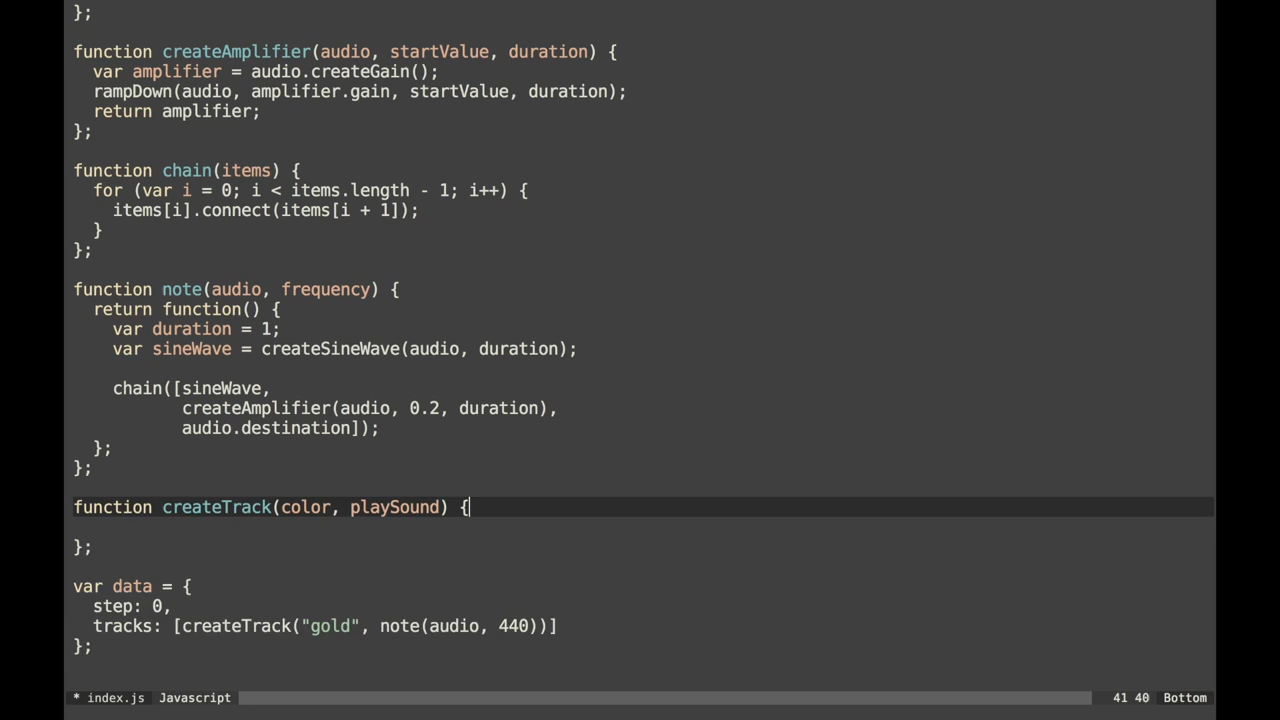 };

function createAmplifier(audio, startValue, duration) {
  var amplifier = audio.createGain();
  rampDown(audio, amplifier.gain, startValue, duration);
  return amplifier;
};

function chain(items) {
  for (var i = 0; i < items.length - 1; i++) {
    items[i].connect(items[i + 1]);
  }
};

function note(audio, frequency) {
  return function() {
    var duration = 1;
    var sineWave = createSineWave(audio, duration);

    chain([sineWave,
           createAmplifier(audio, 0.2, duration),
           audio.destination]);
  };
};

function createTrack(color, playSound) {

};

var data = {
  step: 0,
  tracks: [createTrack("gold", note(audio, 440))]
};

* index.js  Javascript 41 40 Bottom